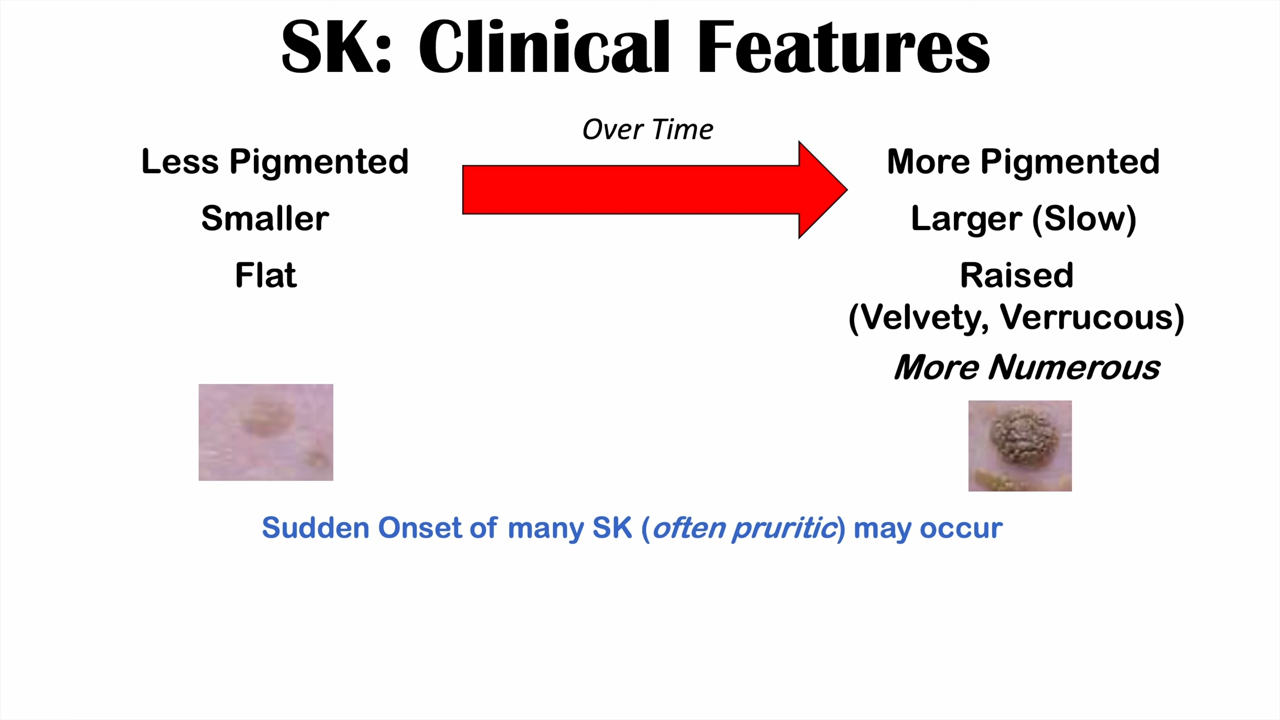 SK: Clinical Features
Over Time
Less Pigmented
Smaller
Flat
More Pigmented
Larger (Slow)
Raised
(Velvety, Verrucous)
More Numerous
Sudden Onset of many SK (often pruritic) may occur